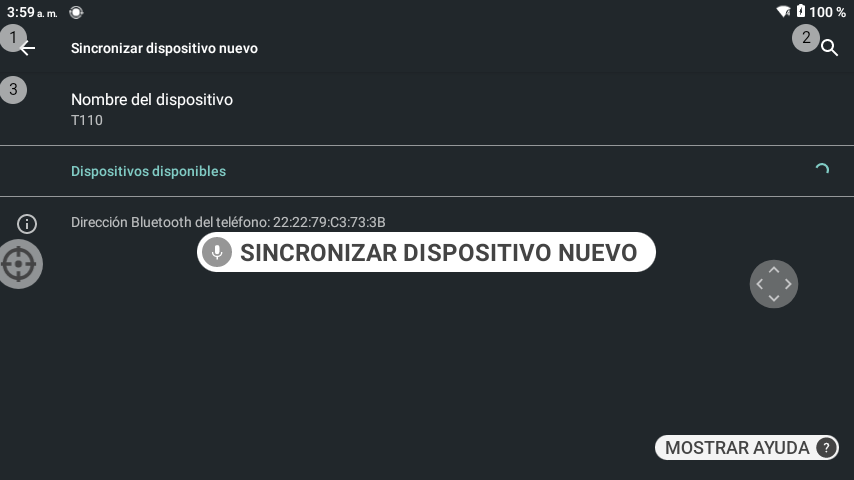 3:59 a. m.
100 %
1
Sincronizar dispositivo nuevo
2
3
Nombre del dispositivo
T110
Dispositivos disponibles
Dirección Bluetooth del teléfono: 22:22:79:C3:73:3B
SINCRONIZAR DISPOSITIVO NUEVO
MOSTRAR AYUDA ?